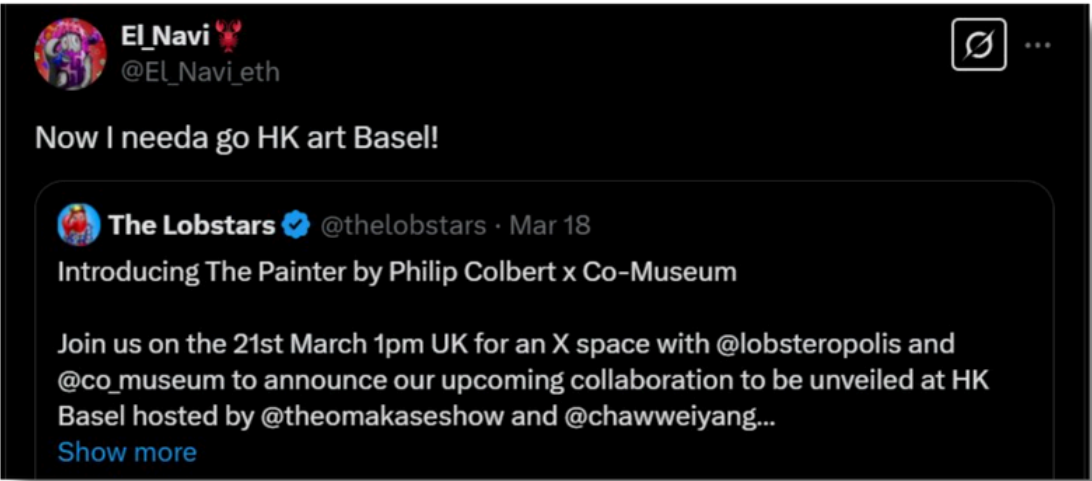 El_Navi🦞
@El_Navi_eth
Now I needa go HK art Basel!
The Lobstars @thelobstars · Mar 18
Introducing The Painter by Philip Colbert x Co-Museum
Join us on the 21st March 1pm UK for an X space with @lobsteropolis and
@co_museum to announce our upcoming collaboration to be unveiled at HK
Basel hosted by @theomakaseshow and @chawweiyang...
Show more